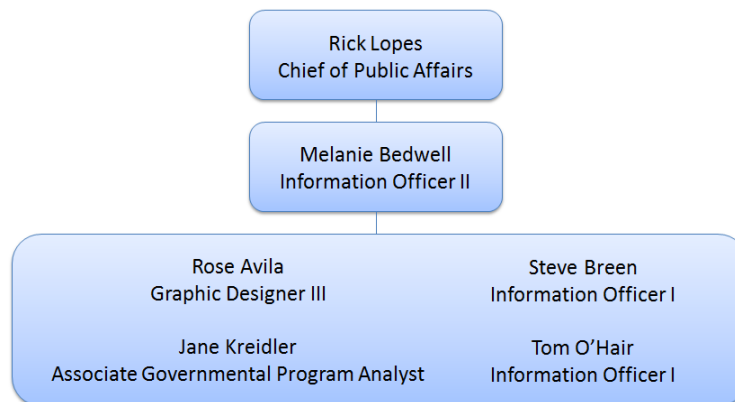 Rick Lopes
Chief of Public Affairs
Melanie Bedwell
Information Officer II
Rose Avila
Graphic Designer III
Steve Breen
Information Officer I
Jane Kreidler
Associate Governmental Program Analyst
Tom O’Hair
Information Officer I